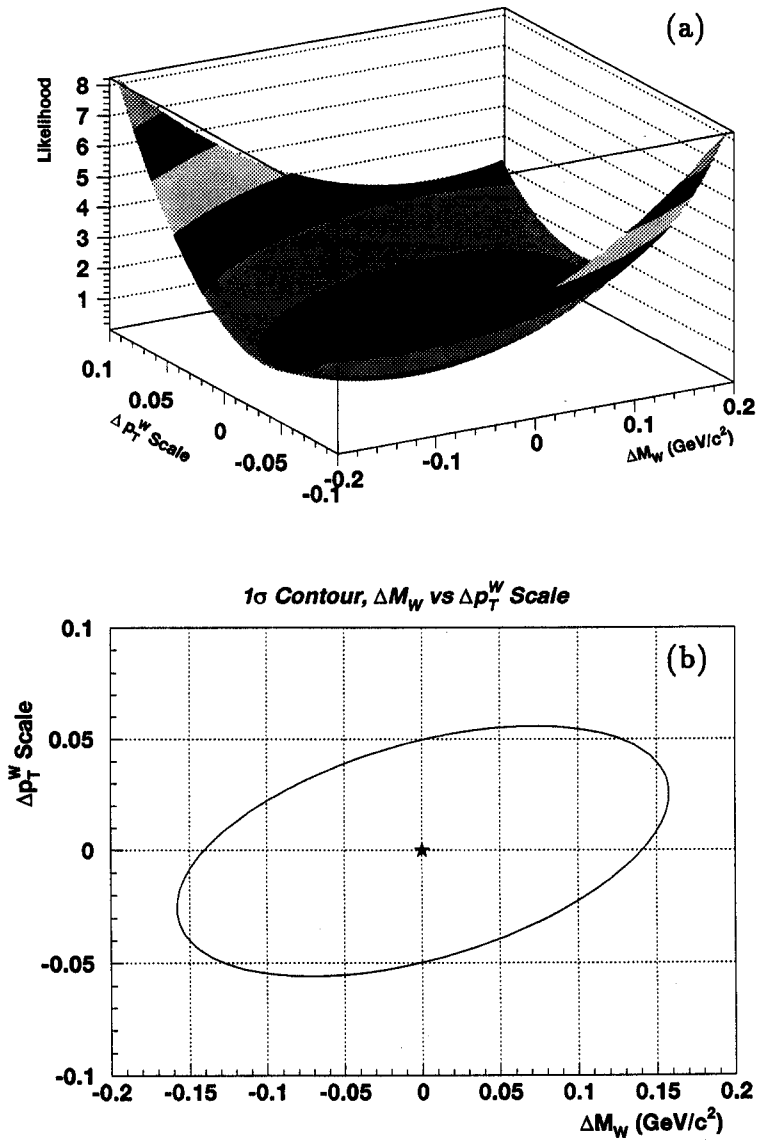 (a)
Likelihood
8
7
6
5
4
3
2
1
0.1
0.05
0
-0.05
-0.1
Δ p_T^W Scale
-0.2
-0.1
0
0.1
0.2
ΔM_W (GeV/c²)
1σ Contour, ΔM_W vs Δp_T^W Scale
(b)
Δp_T^W Scale
0.1
0.05
0
-0.05
-0.1
-0.2 -0.15 -0.1 -0.05 0 0.05 0.1 0.15 0.2
ΔM_W (GeV/c²)